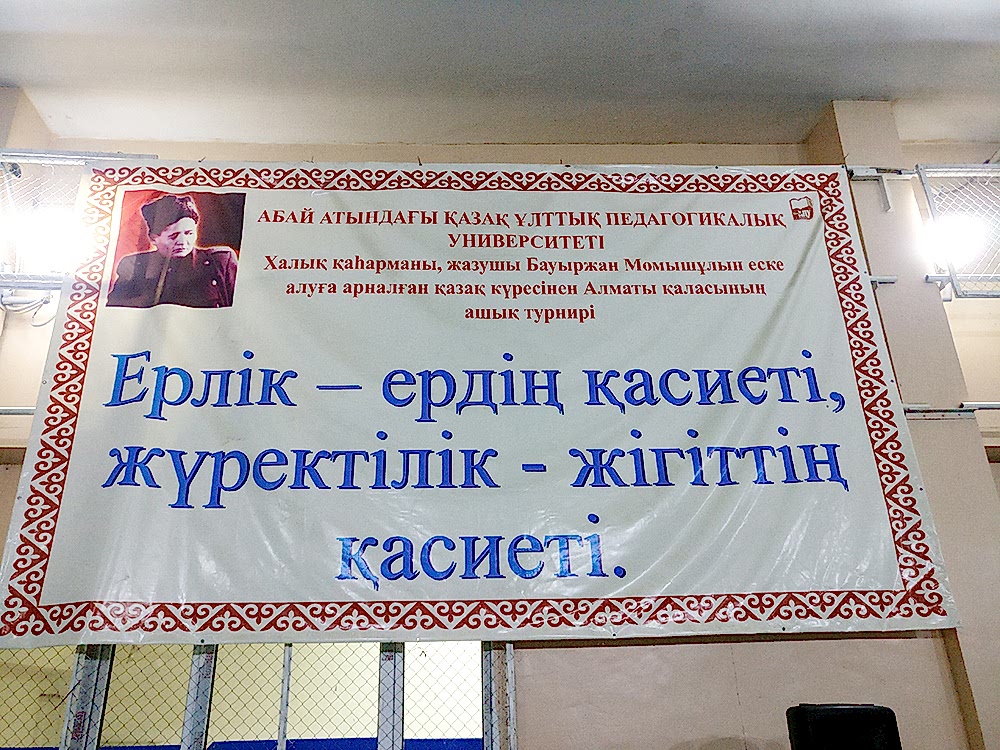 АБАЙ АТЫНДАҒЫ ҚАЗАҚ ҰЛТТЫҚ ПЕДАГОГИКАЛЫҚ
УНИВЕРСИТЕТІ
Халық қаһарманы, жазушы Бауыржан Момышұлын еске
алуға арналған қазақ күресінен Алматы қаласының
ашық турнирі
Ерлік – ердің қасиеті,
жүректілік - жігіттің
қасиеті.